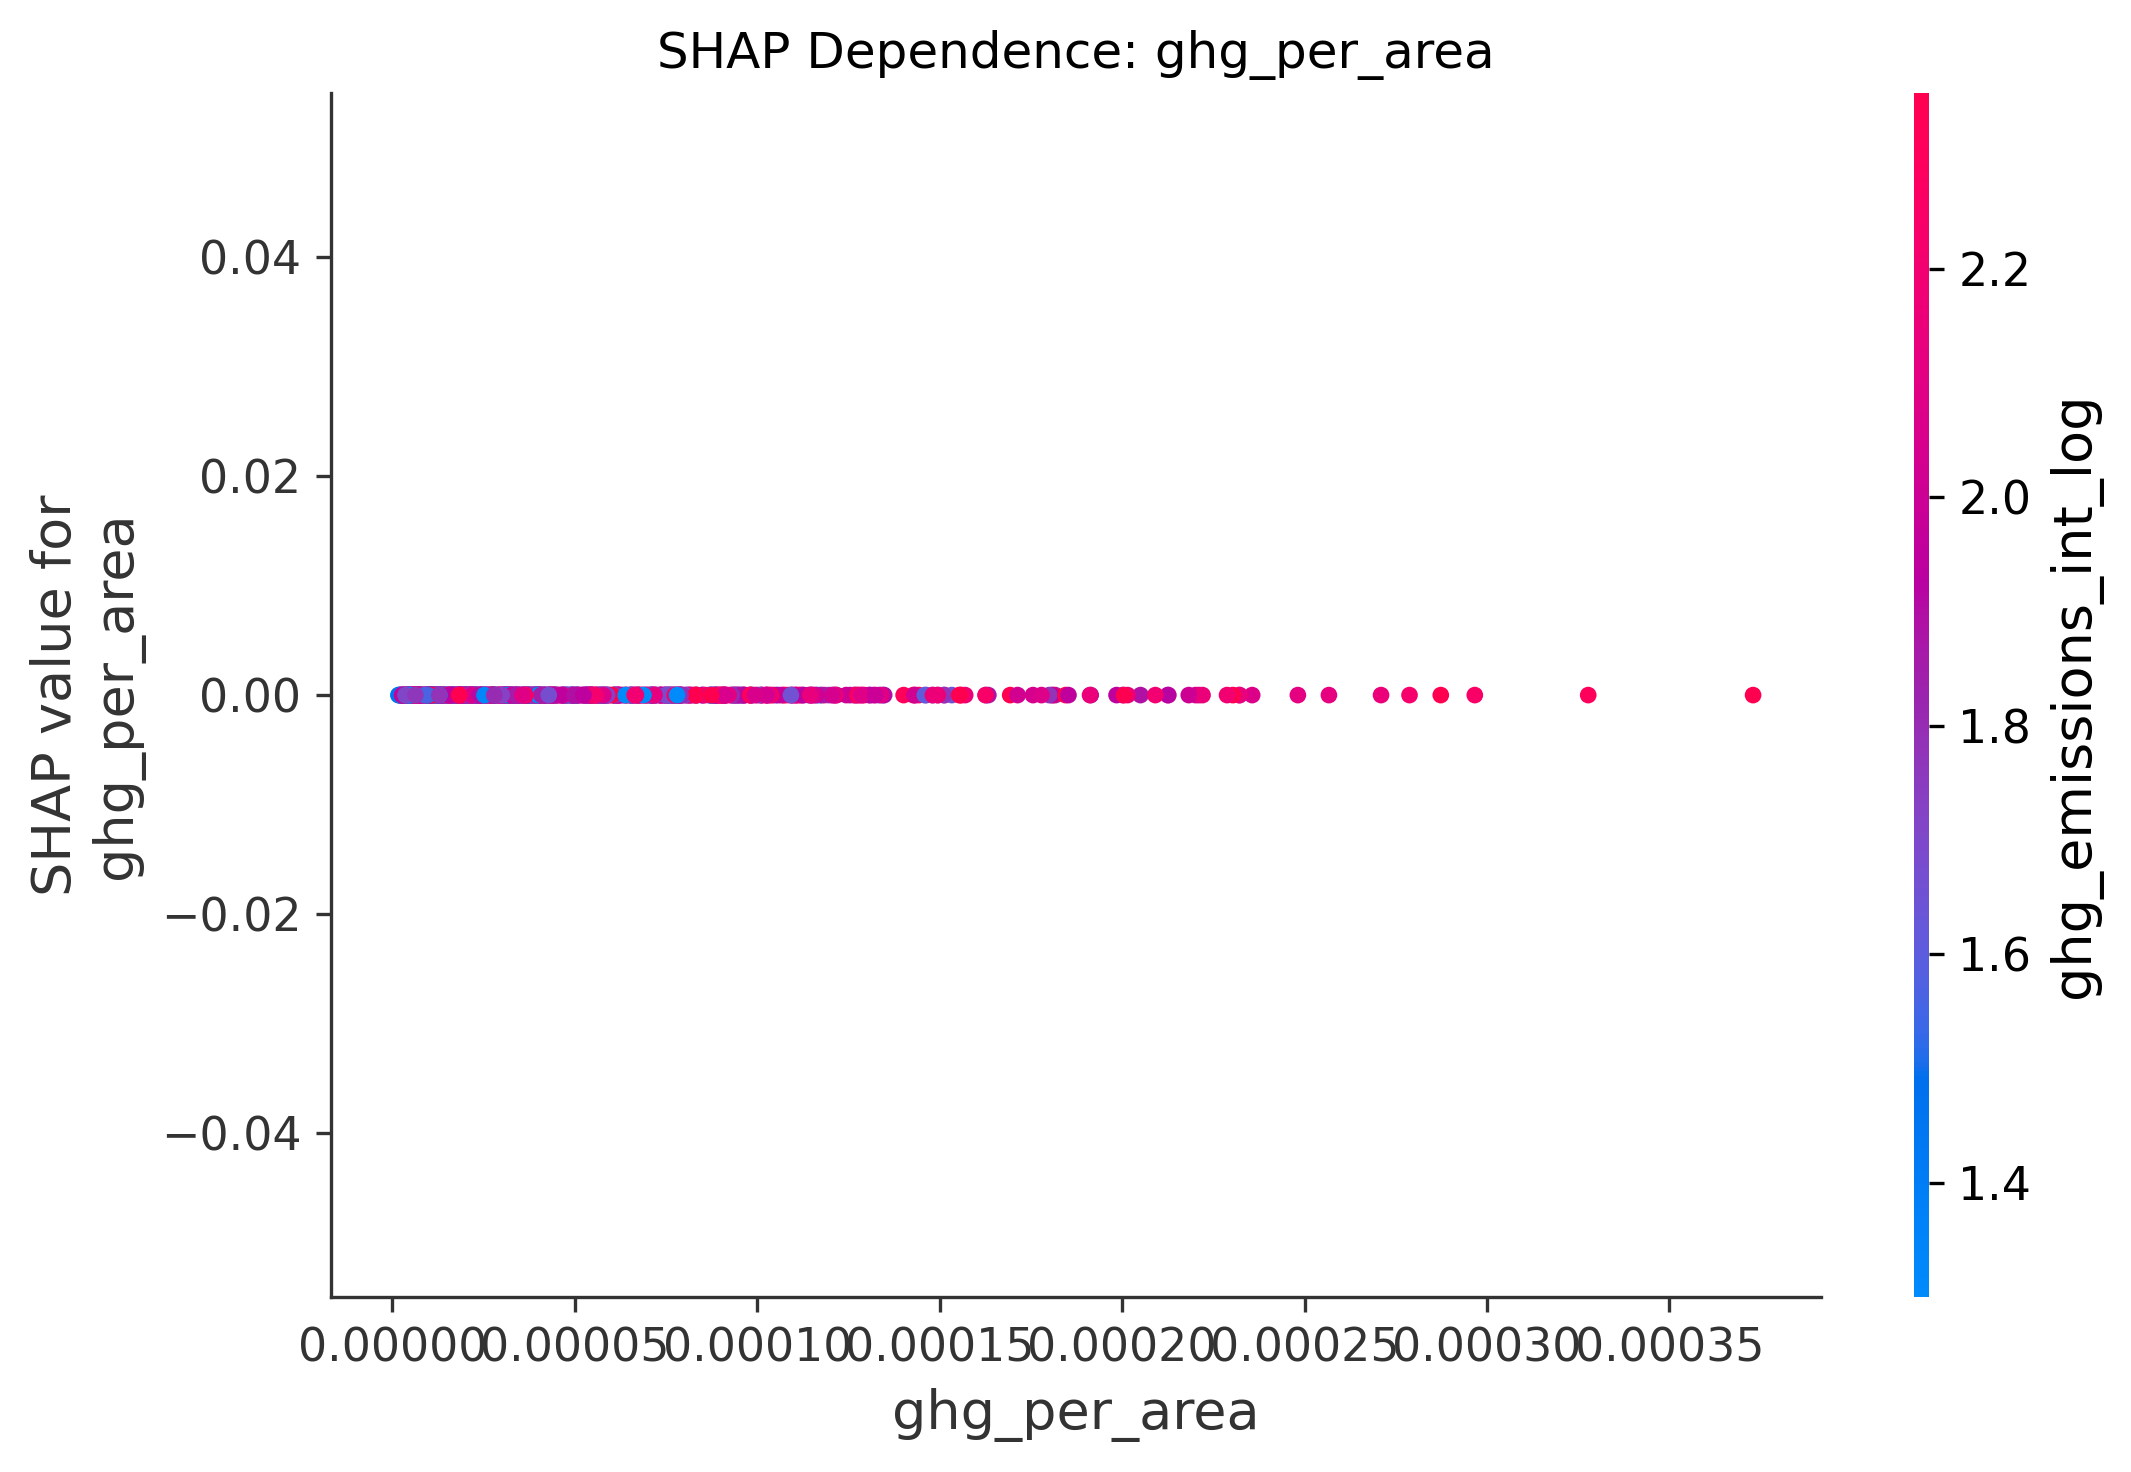 SHAP Dependence: ghg_per_area
SHAP value for
ghg_per_area
0.04
0.02
0.00
−0.02
−0.04
0.00000 0.00005 0.00010 0.00015 0.00020 0.00025 0.00030 0.00035
ghg_per_area
2.2
2.0
1.8
1.6
1.4
ghg_emissions_int_log